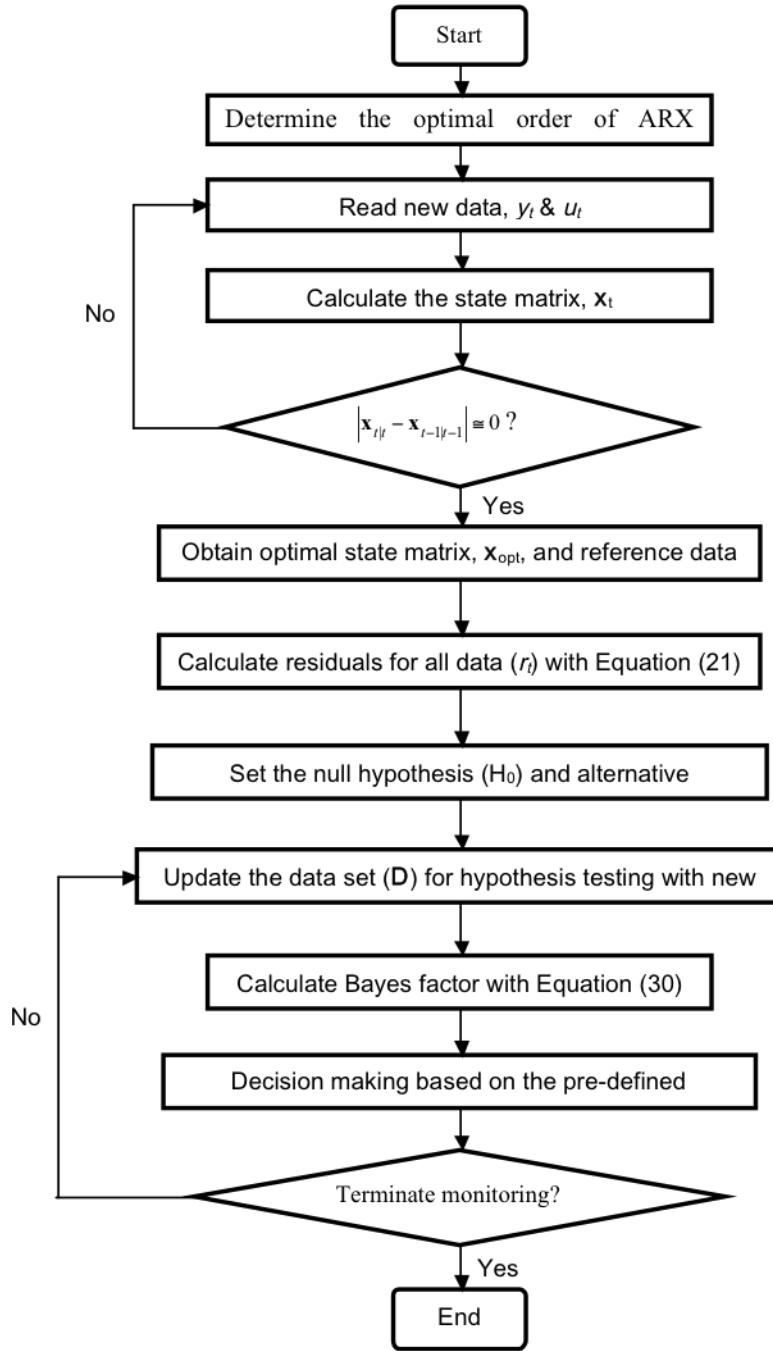 Start
Determine the optimal order of ARX
Read new data, yt & ut
Calculate the state matrix, xt
No
|xt|t − xt−1|t−1| ≅ 0 ?
Yes
Obtain optimal state matrix, xopt, and reference data
Calculate residuals for all data (rt) with Equation (21)
Set the null hypothesis (H0) and alternative
Update the data set (D) for hypothesis testing with new
Calculate Bayes factor with Equation (30)
No
Decision making based on the pre-defined
Terminate monitoring?
Yes
End